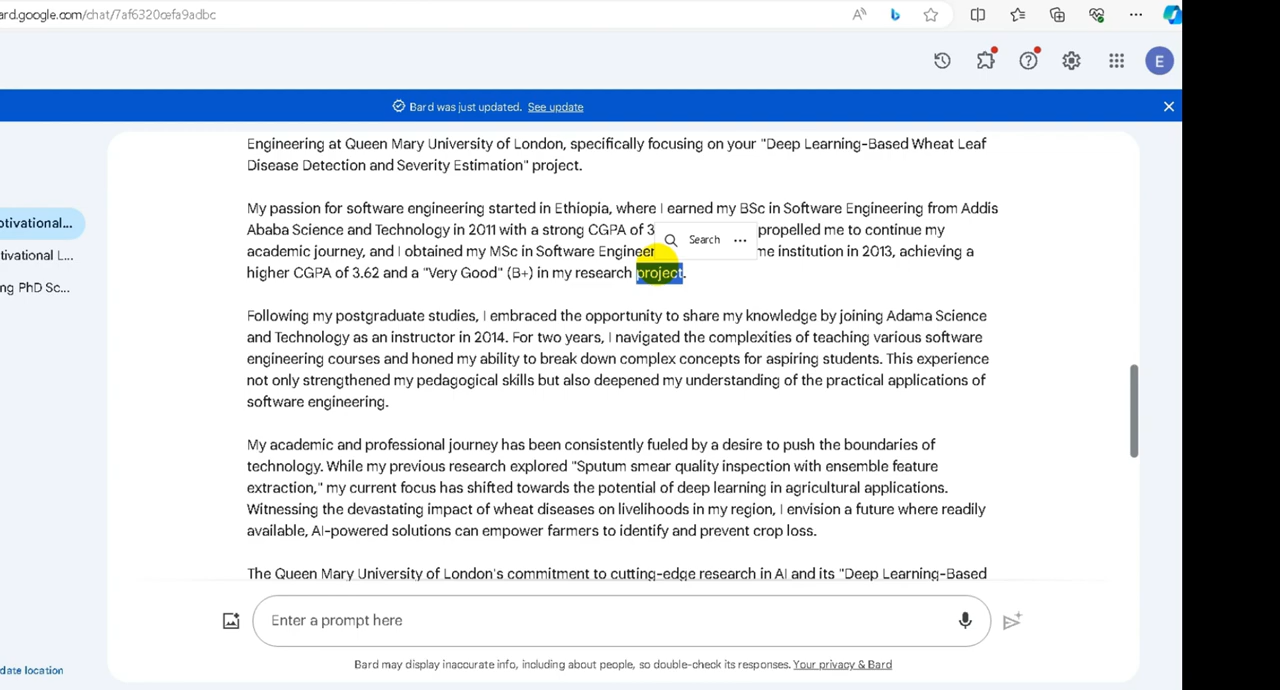 ard.google.com/chat/7af6320cefa9adbc
E
Bard was just updated. See update
otivational...
tivational L...
ng PhD Sc...
date location
Engineering at Queen Mary University of London, specifically focusing on your "Deep Learning-Based Wheat Leaf
Disease Detection and Severity Estimation" project.
My passion for software engineering started in Ethiopia, where I earned my BSc in Software Engineering from Addis
Ababa Science and Technology in 2011 with a strong CGPA of 3 propelled me to continue my
Search
academic journey, and I obtained my MSc in Software Engineer me institution in 2013, achieving a
higher CGPA of 3.62 and a "Very Good" (B+) in my research project.
Following my postgraduate studies, I embraced the opportunity to share my knowledge by joining Adama Science
and Technology as an instructor in 2014. For two years, I navigated the complexities of teaching various software
engineering courses and honed my ability to break down complex concepts for aspiring students. This experience
not only strengthened my pedagogical skills but also deepened my understanding of the practical applications of
software engineering.
My academic and professional journey has been consistently fueled by a desire to push the boundaries of
technology. While my previous research explored "Sputum smear quality inspection with ensemble feature
extraction," my current focus has shifted towards the potential of deep learning in agricultural applications.
Witnessing the devastating impact of wheat diseases on livelihoods in my region, I envision a future where readily
available, AI-powered solutions can empower farmers to identify and prevent crop loss.
The Queen Mary University of London's commitment to cutting-edge research in AI and its "Deep Learning-Based
Enter a prompt here
Bard may display inaccurate info, including about people, so double-check its responses. Your privacy & Bard